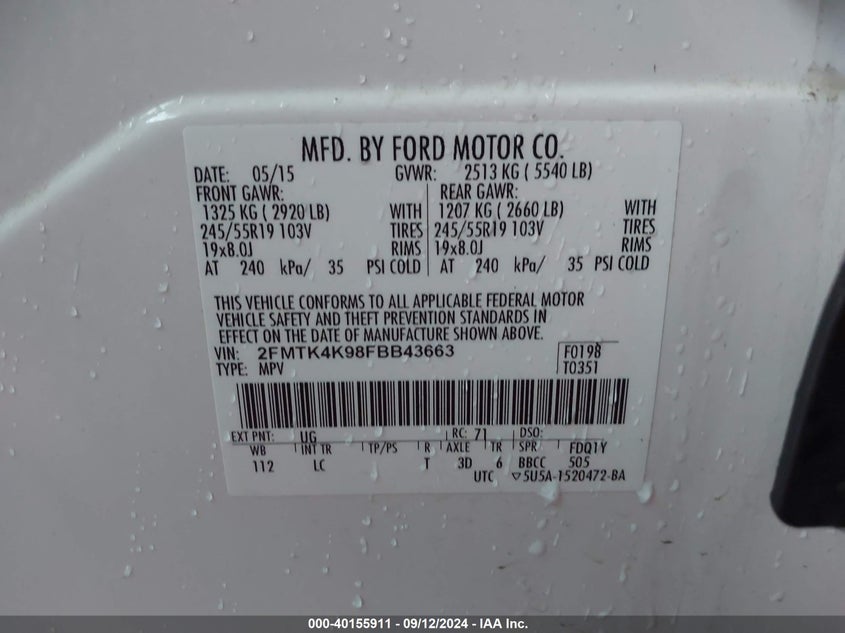 MFD. BY FORD MOTOR CO.
DATE: 05/15 GVWR: 2513 KG ( 5540 LB)
FRONT GAWR: REAR GAWR:
1325 KG ( 2920 LB) WITH 1207 KG ( 2660 LB) WITH
245/55R19 103V TIRES 245/55R19 103V TIRES
19x8.0J RIMS 19x8.0J RIMS
AT 240 kPa/ 35 PSI COLD AT 240 kPa/ 35 PSI COLD
THIS VEHICLE CONFORMS TO ALL APPLICABLE FEDERAL MOTOR
VEHICLE SAFETY AND THEFT PREVENTION STANDARDS IN
EFFECT ON THE DATE OF MANUFACTURE SHOWN ABOVE.
VIN: 2FMTK4K98FBB43663 F0198
TYPE: MPV T0351
EXT PNT: UG RC: 71 DSO:
WB INT TR TP/PS R AXLE TR SPR FDQ1Y
112 LC T 3D 6 BBCC 505
UTC ▽5U5A-1520472-BA
000-40155911 - 09/12/2024 - IAA Inc.